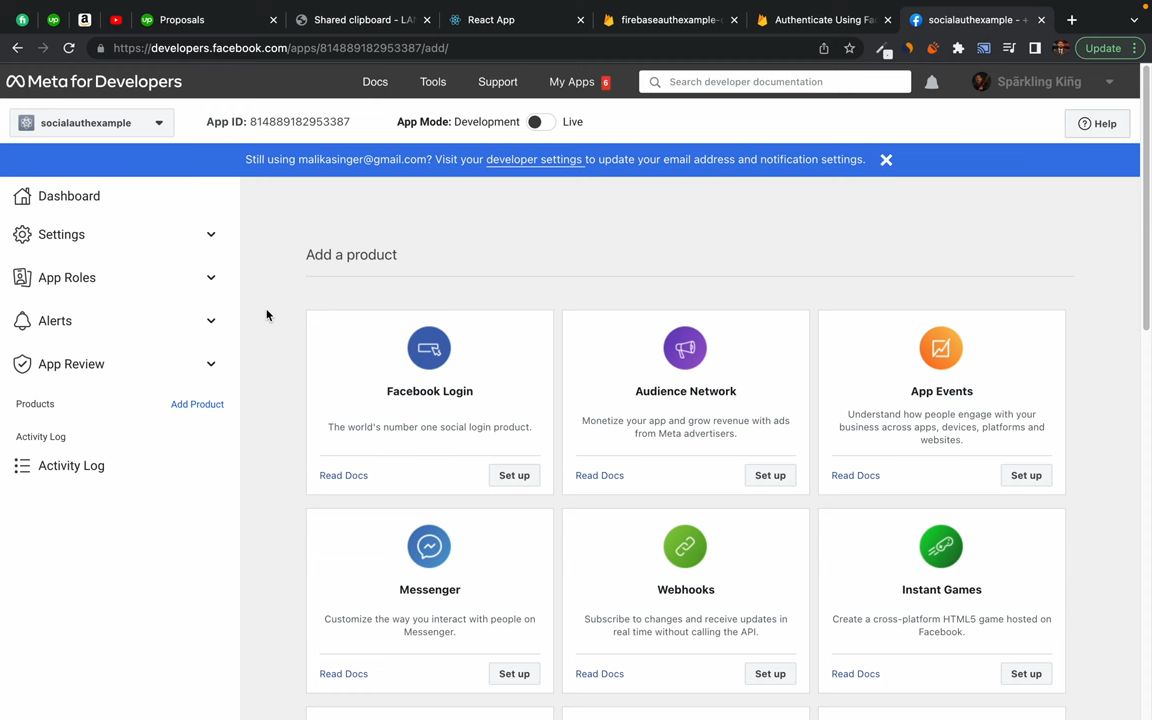 Proposals
Shared clipboard - LA
React App
firebaseauthexample-
Authenticate Using Fa
socialauthexample -
https://developers.facebook.com/apps/814889182953387/add/
Update
Meta for Developers
Docs
Tools
Support
My Apps 6
Search developer documentation
Spärkling Kiñg
socialauthexample
App ID: 814889182953387
App Mode: Development
Live
Help
Still using malikasinger@gmail.com? Visit your developer settings to update your email address and notification settings.
Dashboard
Settings
App Roles
Alerts
App Review
Products
Add Product
Activity Log
Activity Log
Add a product
Facebook Login
The world's number one social login product.
Read Docs
Set up
Audience Network
Monetize your app and grow revenue with ads
from Meta advertisers.
Read Docs
Set up
App Events
Understand how people engage with your
business across apps, devices, platforms and
websites.
Read Docs
Set up
Messenger
Customize the way you interact with people on
Messenger.
Read Docs
Set up
Webhooks
Subscribe to changes and receive updates in
real time without calling the API.
Read Docs
Set up
Instant Games
Create a cross-platform HTML5 game hosted on
Facebook.
Read Docs
Set up